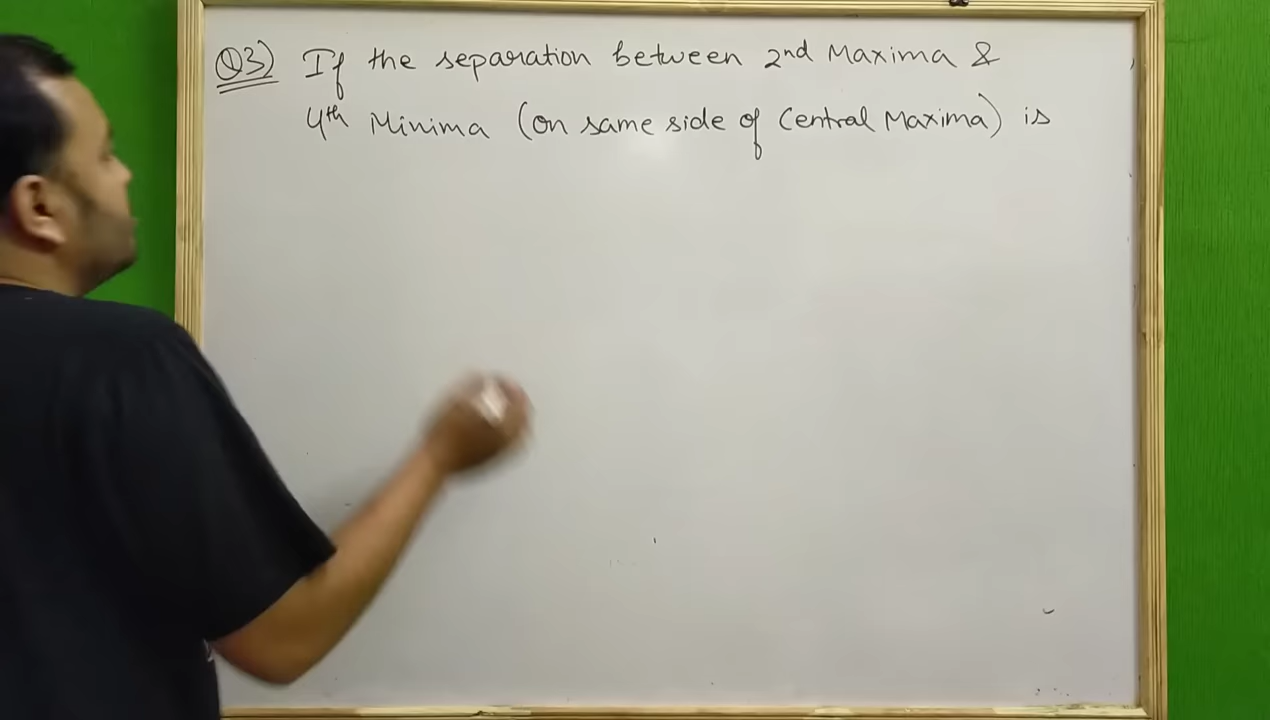 Q3) If the separation between 2nd Maxima &
4th Minima (on same side of Central Maxima) is